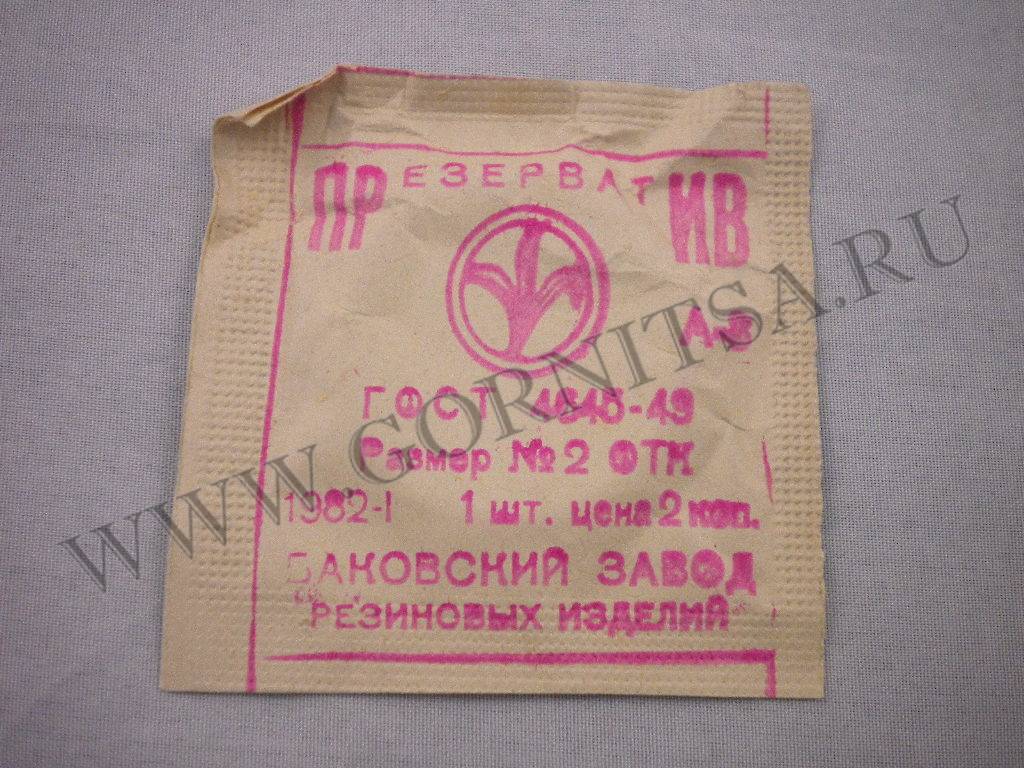 ПРЕЗЕРВАТИВ
А-3
ГОСТ 4645-49
Размер №2 ОТК
1982-I 1 шт. цена 2 коп.
БАКОВСКИЙ ЗАВОД
"РЕЗИНОВЫХ ИЗДЕЛИЙ"
WWW.GORNITSA.RU